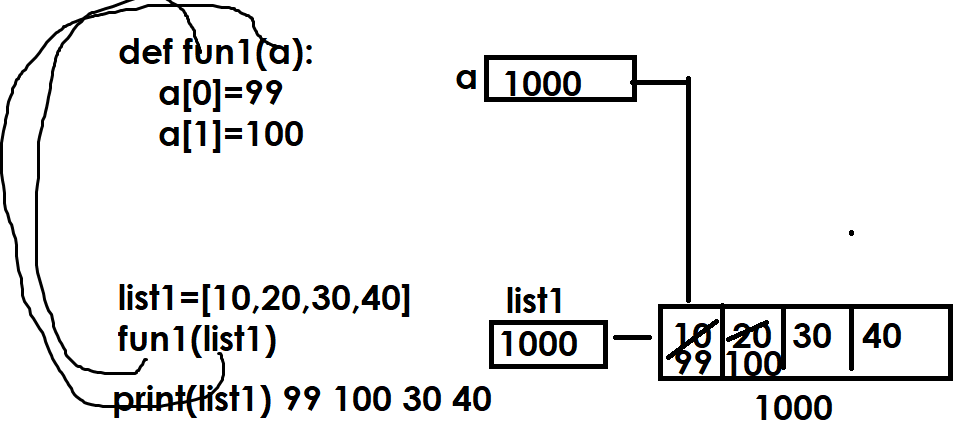 def fun1(a):
a[0]=99
a[1]=100
a 1000
list1=[10,20,30,40]
fun1(list1)
print(list1) 99 100 30 40
list1
1000
10 20 30 40
99 100
1000